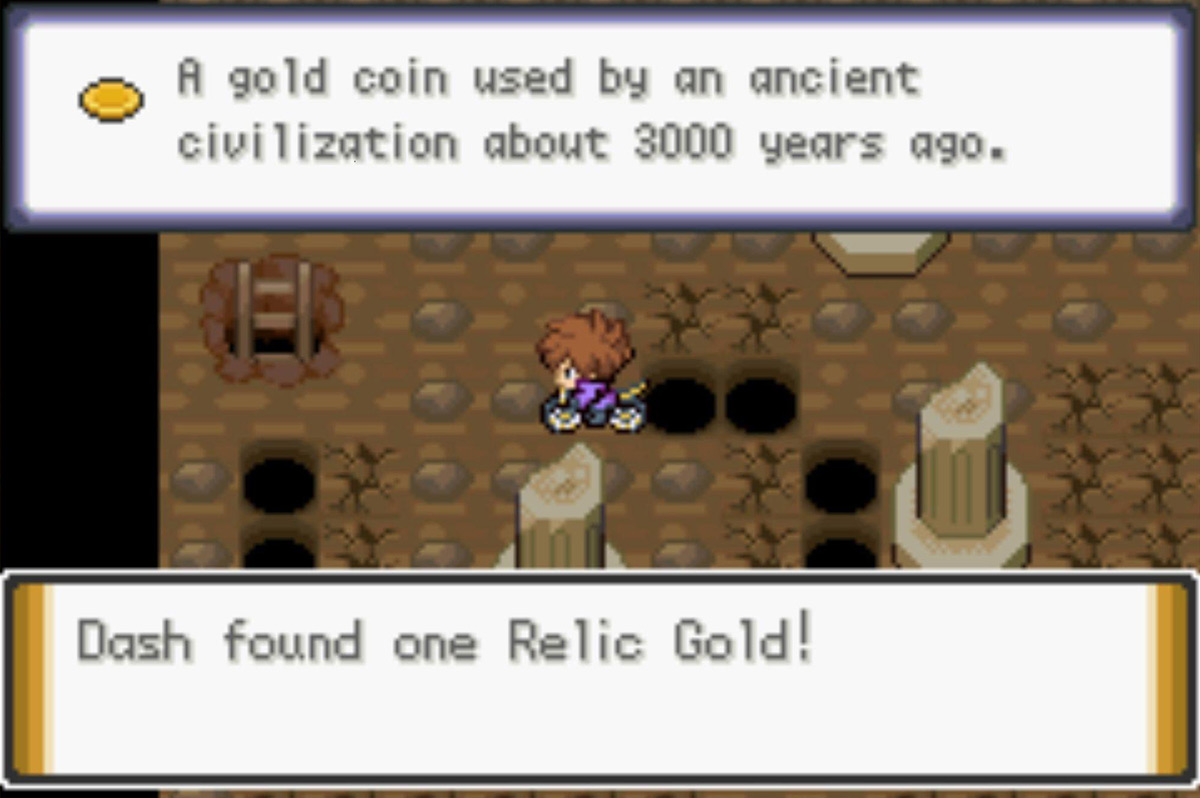 A gold coin used by an ancient
civilization about 3000 years ago.
Dash found one Relic Gold!